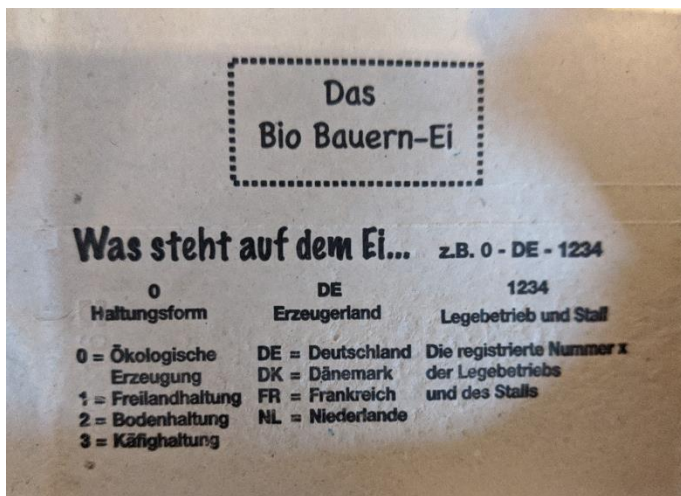 Das
Bio Bauern-Ei
Was steht auf dem Ei... z.B. 0 - DE - 1234
0 DE 1234
Haltungsform Erzeugerland Legebetrieb und Stall
0 = Ökologische DE = Deutschland Die registrierte Nummer x
Erzeugung DK = Dänemark der Legebetriebs
1 = Freilandhaltung FR = Frankreich und des Stalls
2 = Bodenhaltung NL = Niederlande
3 = Käfighaltung